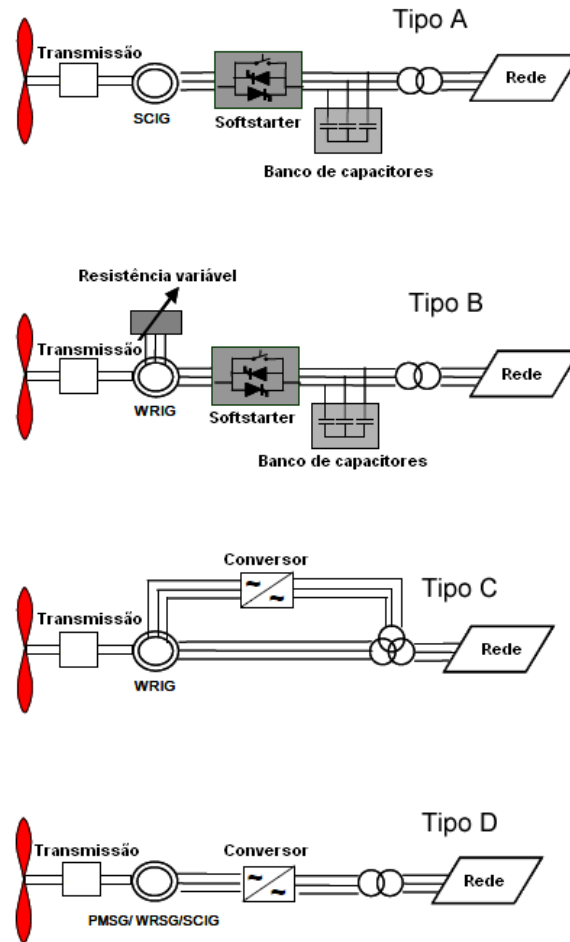 Tipo A
Transmissão
SCIG
Softstarter
Banco de capacitores
Rede
Resistência variável
Tipo B
Transmissão
WRIG
Softstarter
Banco de capacitores
Rede
Conversor
Tipo C
Transmissão
WRIG
Rede
Tipo D
Transmissão
Conversor
PMSG/ WRSG/SCIG
Rede